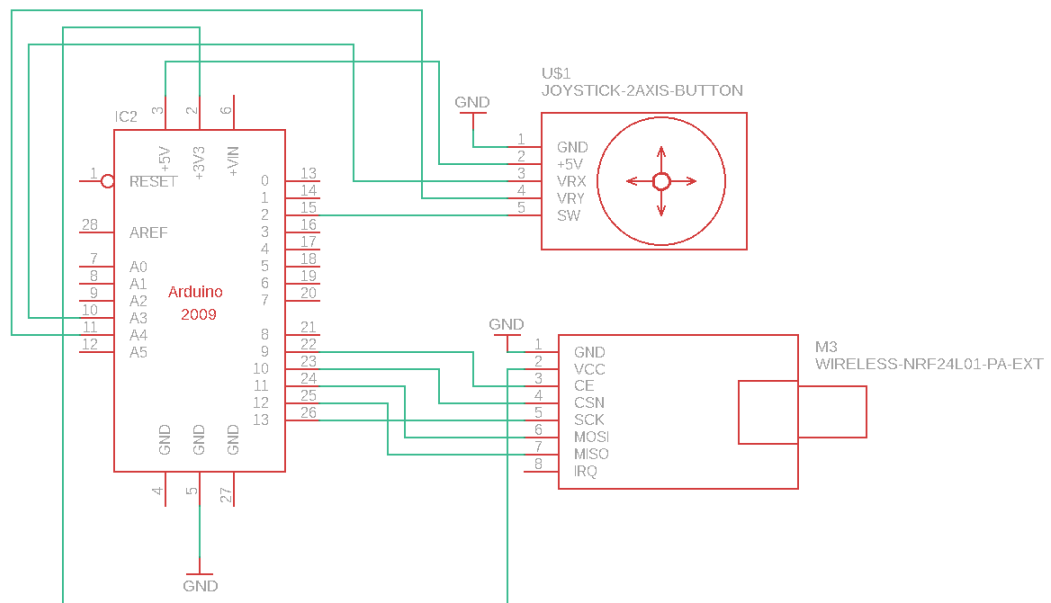 U$1
JOYSTICK-2AXIS-BUTTON
GND
IC2
3
2
6
+5V
+3V3
+VIN
1
RESET
28
AREF
7
A0
8
A1
9
A2
10
A3
11
A4
12
A5
Arduino
2009
0
13
1
14
2
15
3
16
4
17
5
18
6
19
7
20
8
21
9
22
10
23
11
24
12
25
13
26
GND
GND
GND
4
5
27
GND
1
GND
2
+5V
3
VRX
4
VRY
5
SW
GND
1
GND
2
VCC
3
CE
4
CSN
5
SCK
6
MOSI
7
MISO
8
IRQ
M3
WIRELESS-NRF24L01-PA-EXT